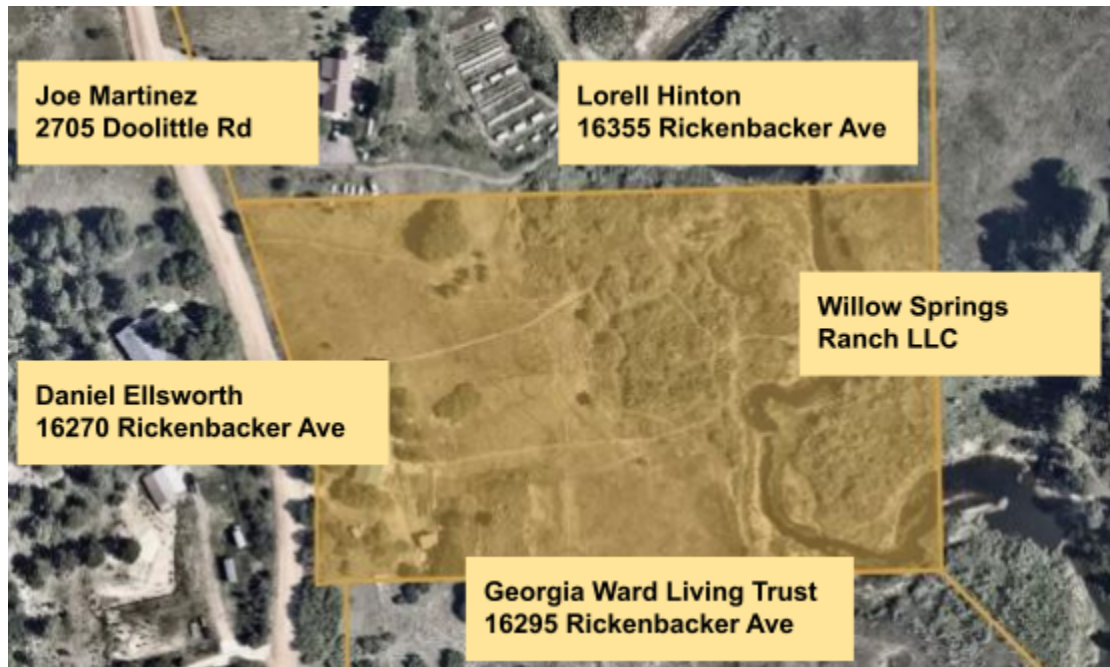 Joe Martinez
2705 Doolittle Rd
Lorell Hinton
16355 Rickenbacker Ave
Willow Springs
Ranch LLC
Daniel Ellsworth
16270 Rickenbacker Ave
Georgia Ward Living Trust
16295 Rickenbacker Ave